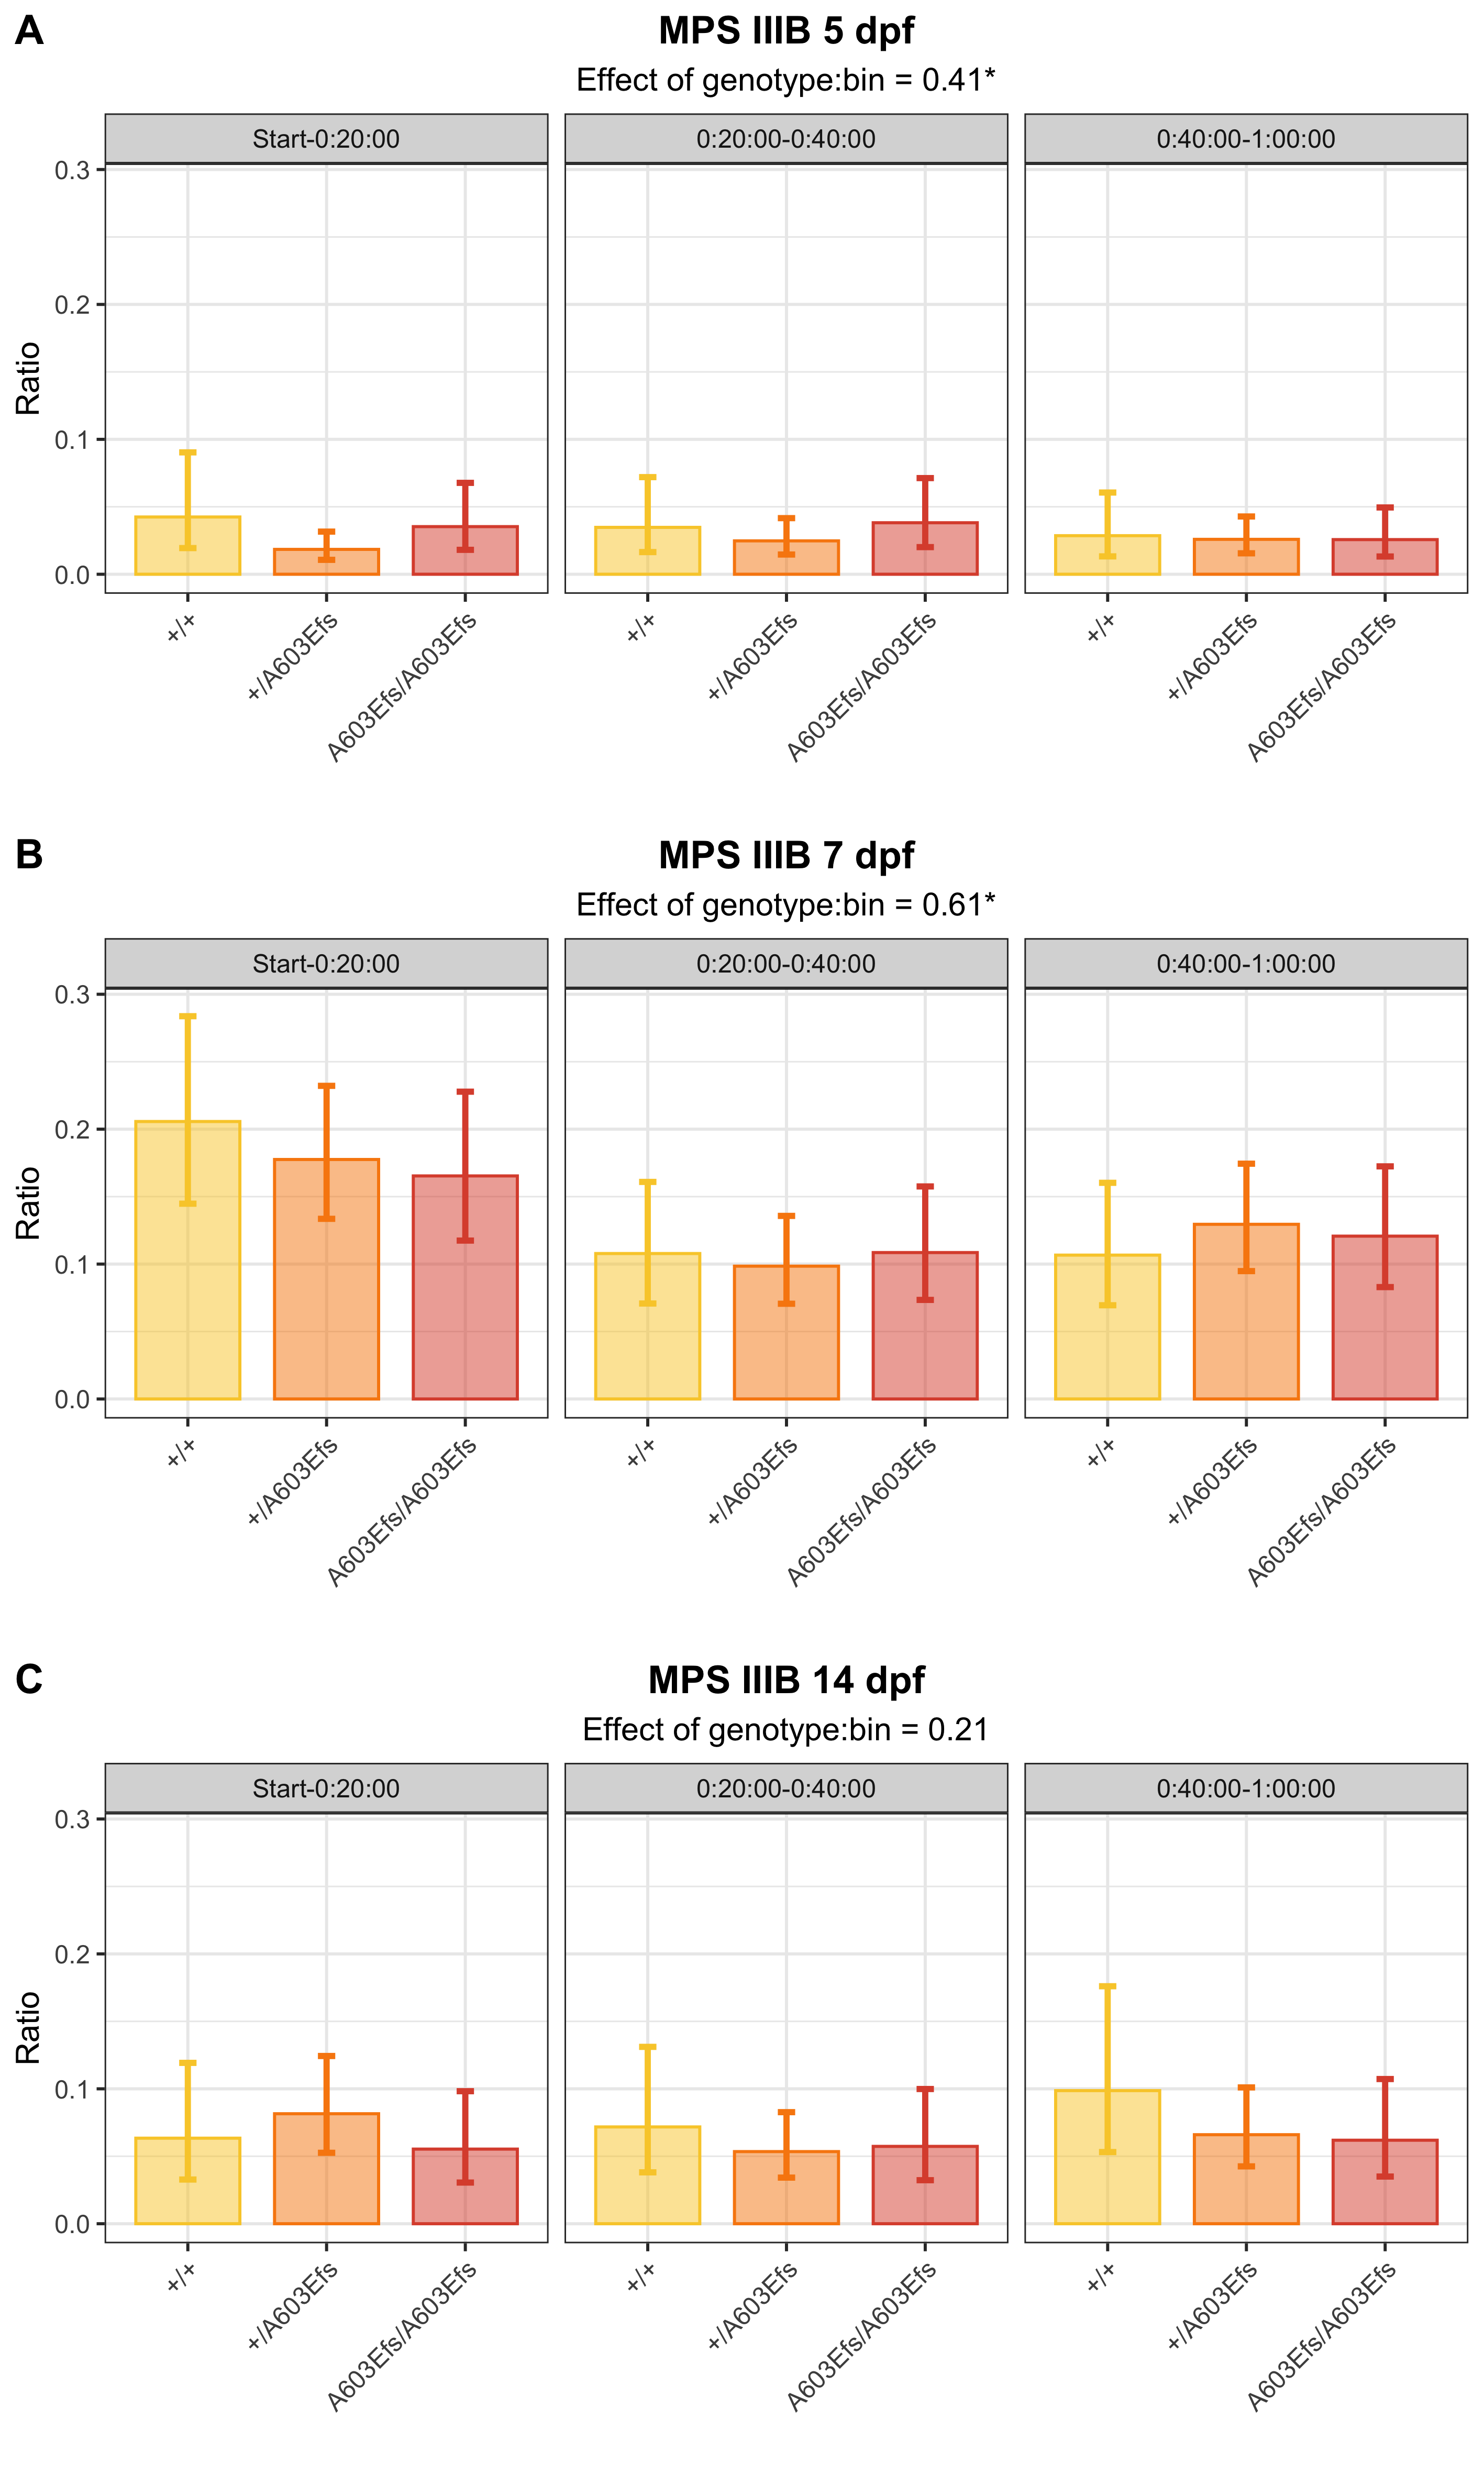 A
MPS IIIB 5 dpf
Effect of genotype:bin = 0.41*
Start-0:20:00
0:20:00-0:40:00
0:40:00-1:00:00
0.3
0.2
0.1
0.0
Ratio
+/+
+/A603Efs
A603Efs/A603Efs
+/+
+/A603Efs
A603Efs/A603Efs
+/+
+/A603Efs
A603Efs/A603Efs
B
MPS IIIB 7 dpf
Effect of genotype:bin = 0.61*
Start-0:20:00
0:20:00-0:40:00
0:40:00-1:00:00
0.3
0.2
0.1
0.0
Ratio
+/+
+/A603Efs
A603Efs/A603Efs
+/+
+/A603Efs
A603Efs/A603Efs
+/+
+/A603Efs
A603Efs/A603Efs
C
MPS IIIB 14 dpf
Effect of genotype:bin = 0.21
Start-0:20:00
0:20:00-0:40:00
0:40:00-1:00:00
0.3
0.2
0.1
0.0
Ratio
+/+
+/A603Efs
A603Efs/A603Efs
+/+
+/A603Efs
A603Efs/A603Efs
+/+
+/A603Efs
A603Efs/A603Efs